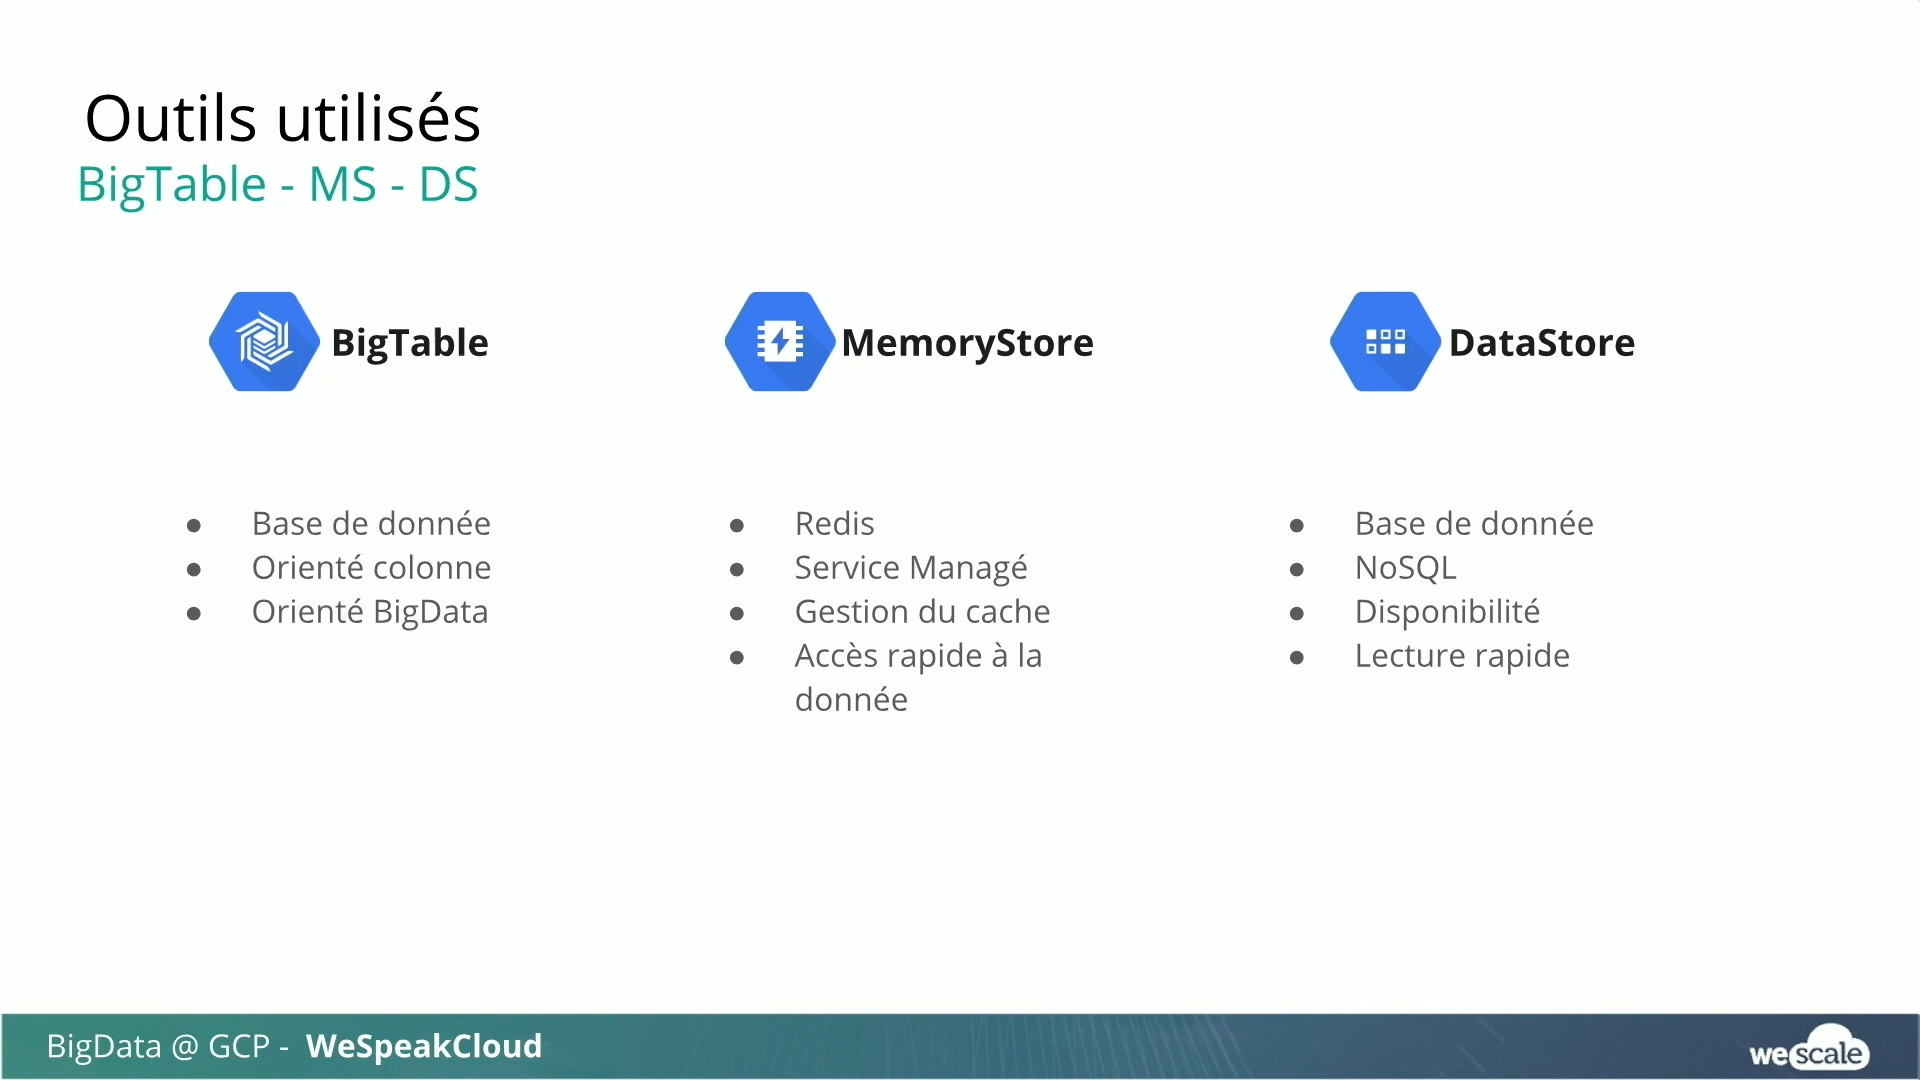 Outils utilisés
BigTable - MS - DS
BigTable
● Base de donnée
● Orienté colonne
● Orienté BigData
MemoryStore
● Redis
● Service Managé
● Gestion du cache
● Accès rapide à la
donnée
DataStore
● Base de donnée
● NoSQL
● Disponibilité
● Lecture rapide
BigData @ GCP - WeSpeakCloud
wescale